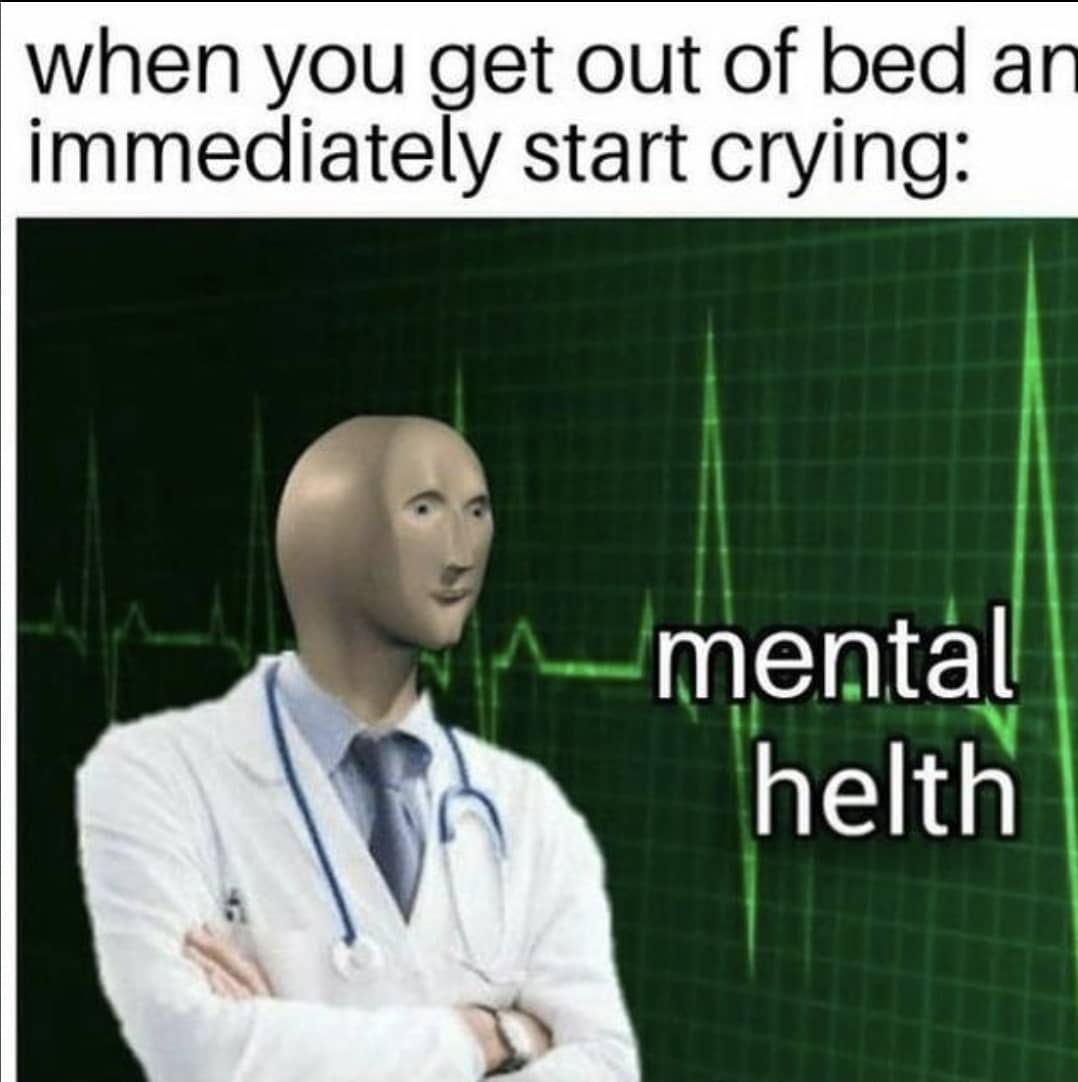 when you get out of bed an
immediately start crying:
mental
helth